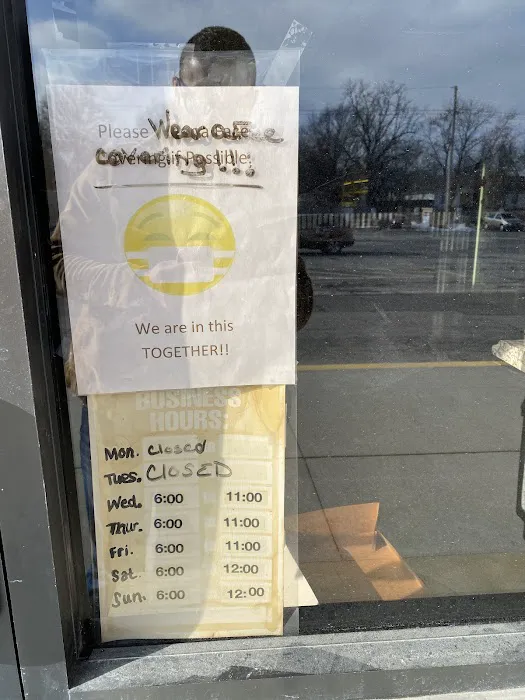 Please Wear a Face
Covering if Possible
We are in this
TOGETHER!!
BUSINESS
HOURS
Mon. Closed
Tues. CLOSED
Wed. 6:00 11:00
Thur. 6:00 11:00
Fri. 6:00 11:00
Sat. 6:00 12:00
Sun. 6:00 12:00